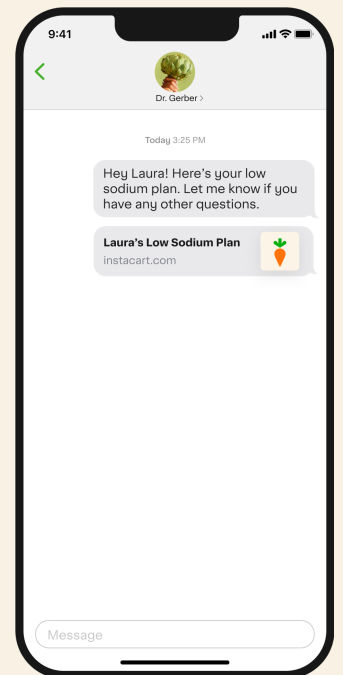 9:41
Dr. Gerber
Today 3:25 PM
Hey Laura! Here's your low
sodium plan. Let me know if you
have any other questions.
Laura's Low Sodium Plan
instacart.com
Message